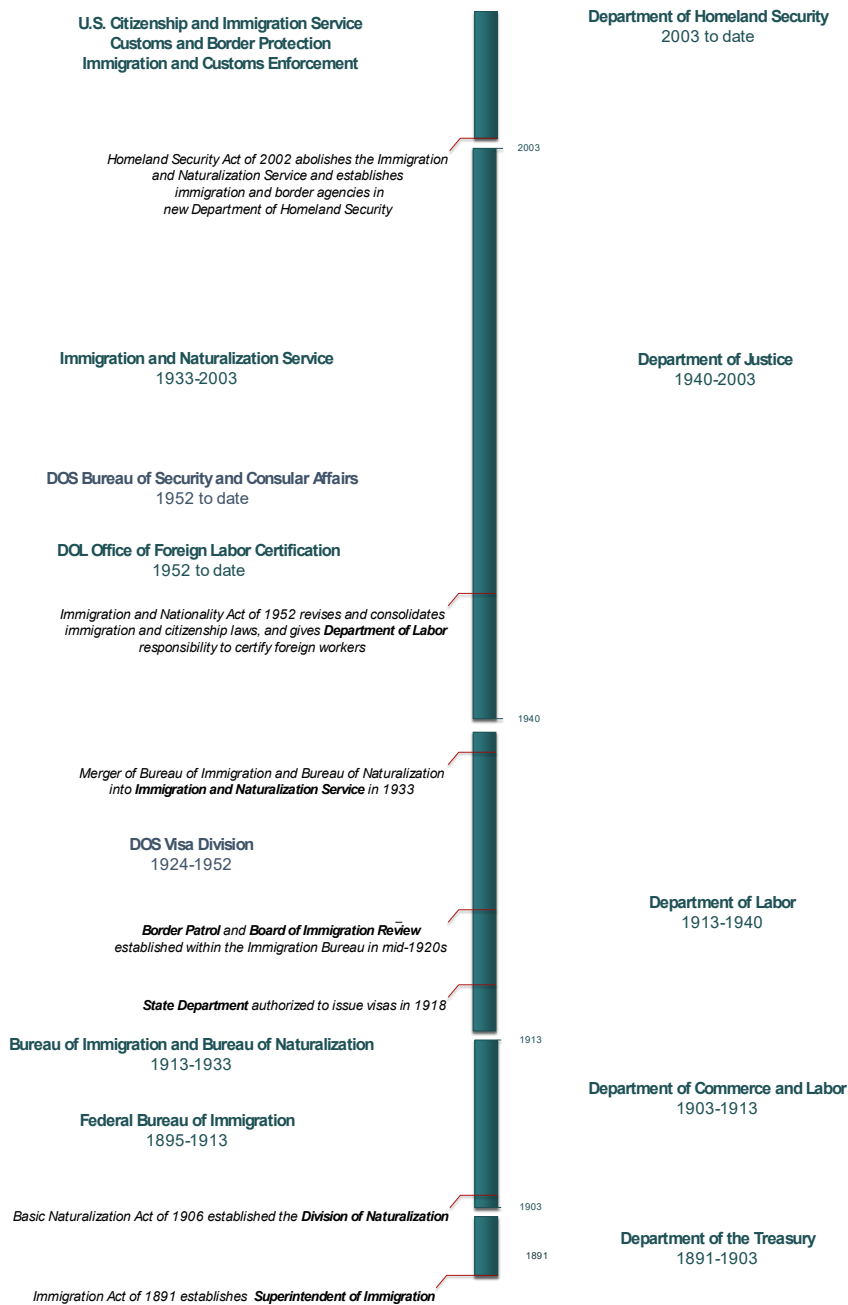 U.S. Citizenship and Immigration Service
Customs and Border Protection
Immigration and Customs Enforcement
Department of Homeland Security
2003 to date
2003
Homeland Security Act of 2002 abolishes the Immigration
and Naturalization Service and establishes
immigration and border agencies in
new Department of Homeland Security
Immigration and Naturalization Service
1933-2003
Department of Justice
1940-2003
DOS Bureau of Security and Consular Affairs
1952 to date
DOL Office of Foreign Labor Certification
1952 to date
Immigration and Nationality Act of 1952 revises and consolidates
immigration and citizenship laws, and gives Department of Labor
responsibility to certify foreign workers
1940
Merger of Bureau of Immigration and Bureau of Naturalization
into Immigration and Naturalization Service in 1933
DOS Visa Division
1924-1952
Department of Labor
1913-1940
Border Patrol and Board of Immigration Review
established within the Immigration Bureau in mid-1920s
State Department authorized to issue visas in 1918
1913
Bureau of Immigration and Bureau of Naturalization
1913-1933
Department of Commerce and Labor
1903-1913
Federal Bureau of Immigration
1895-1913
1903
Basic Naturalization Act of 1906 established the Division of Naturalization
Department of the Treasury
1891-1903
1891
Immigration Act of 1891 establishes Superintendent of Immigration